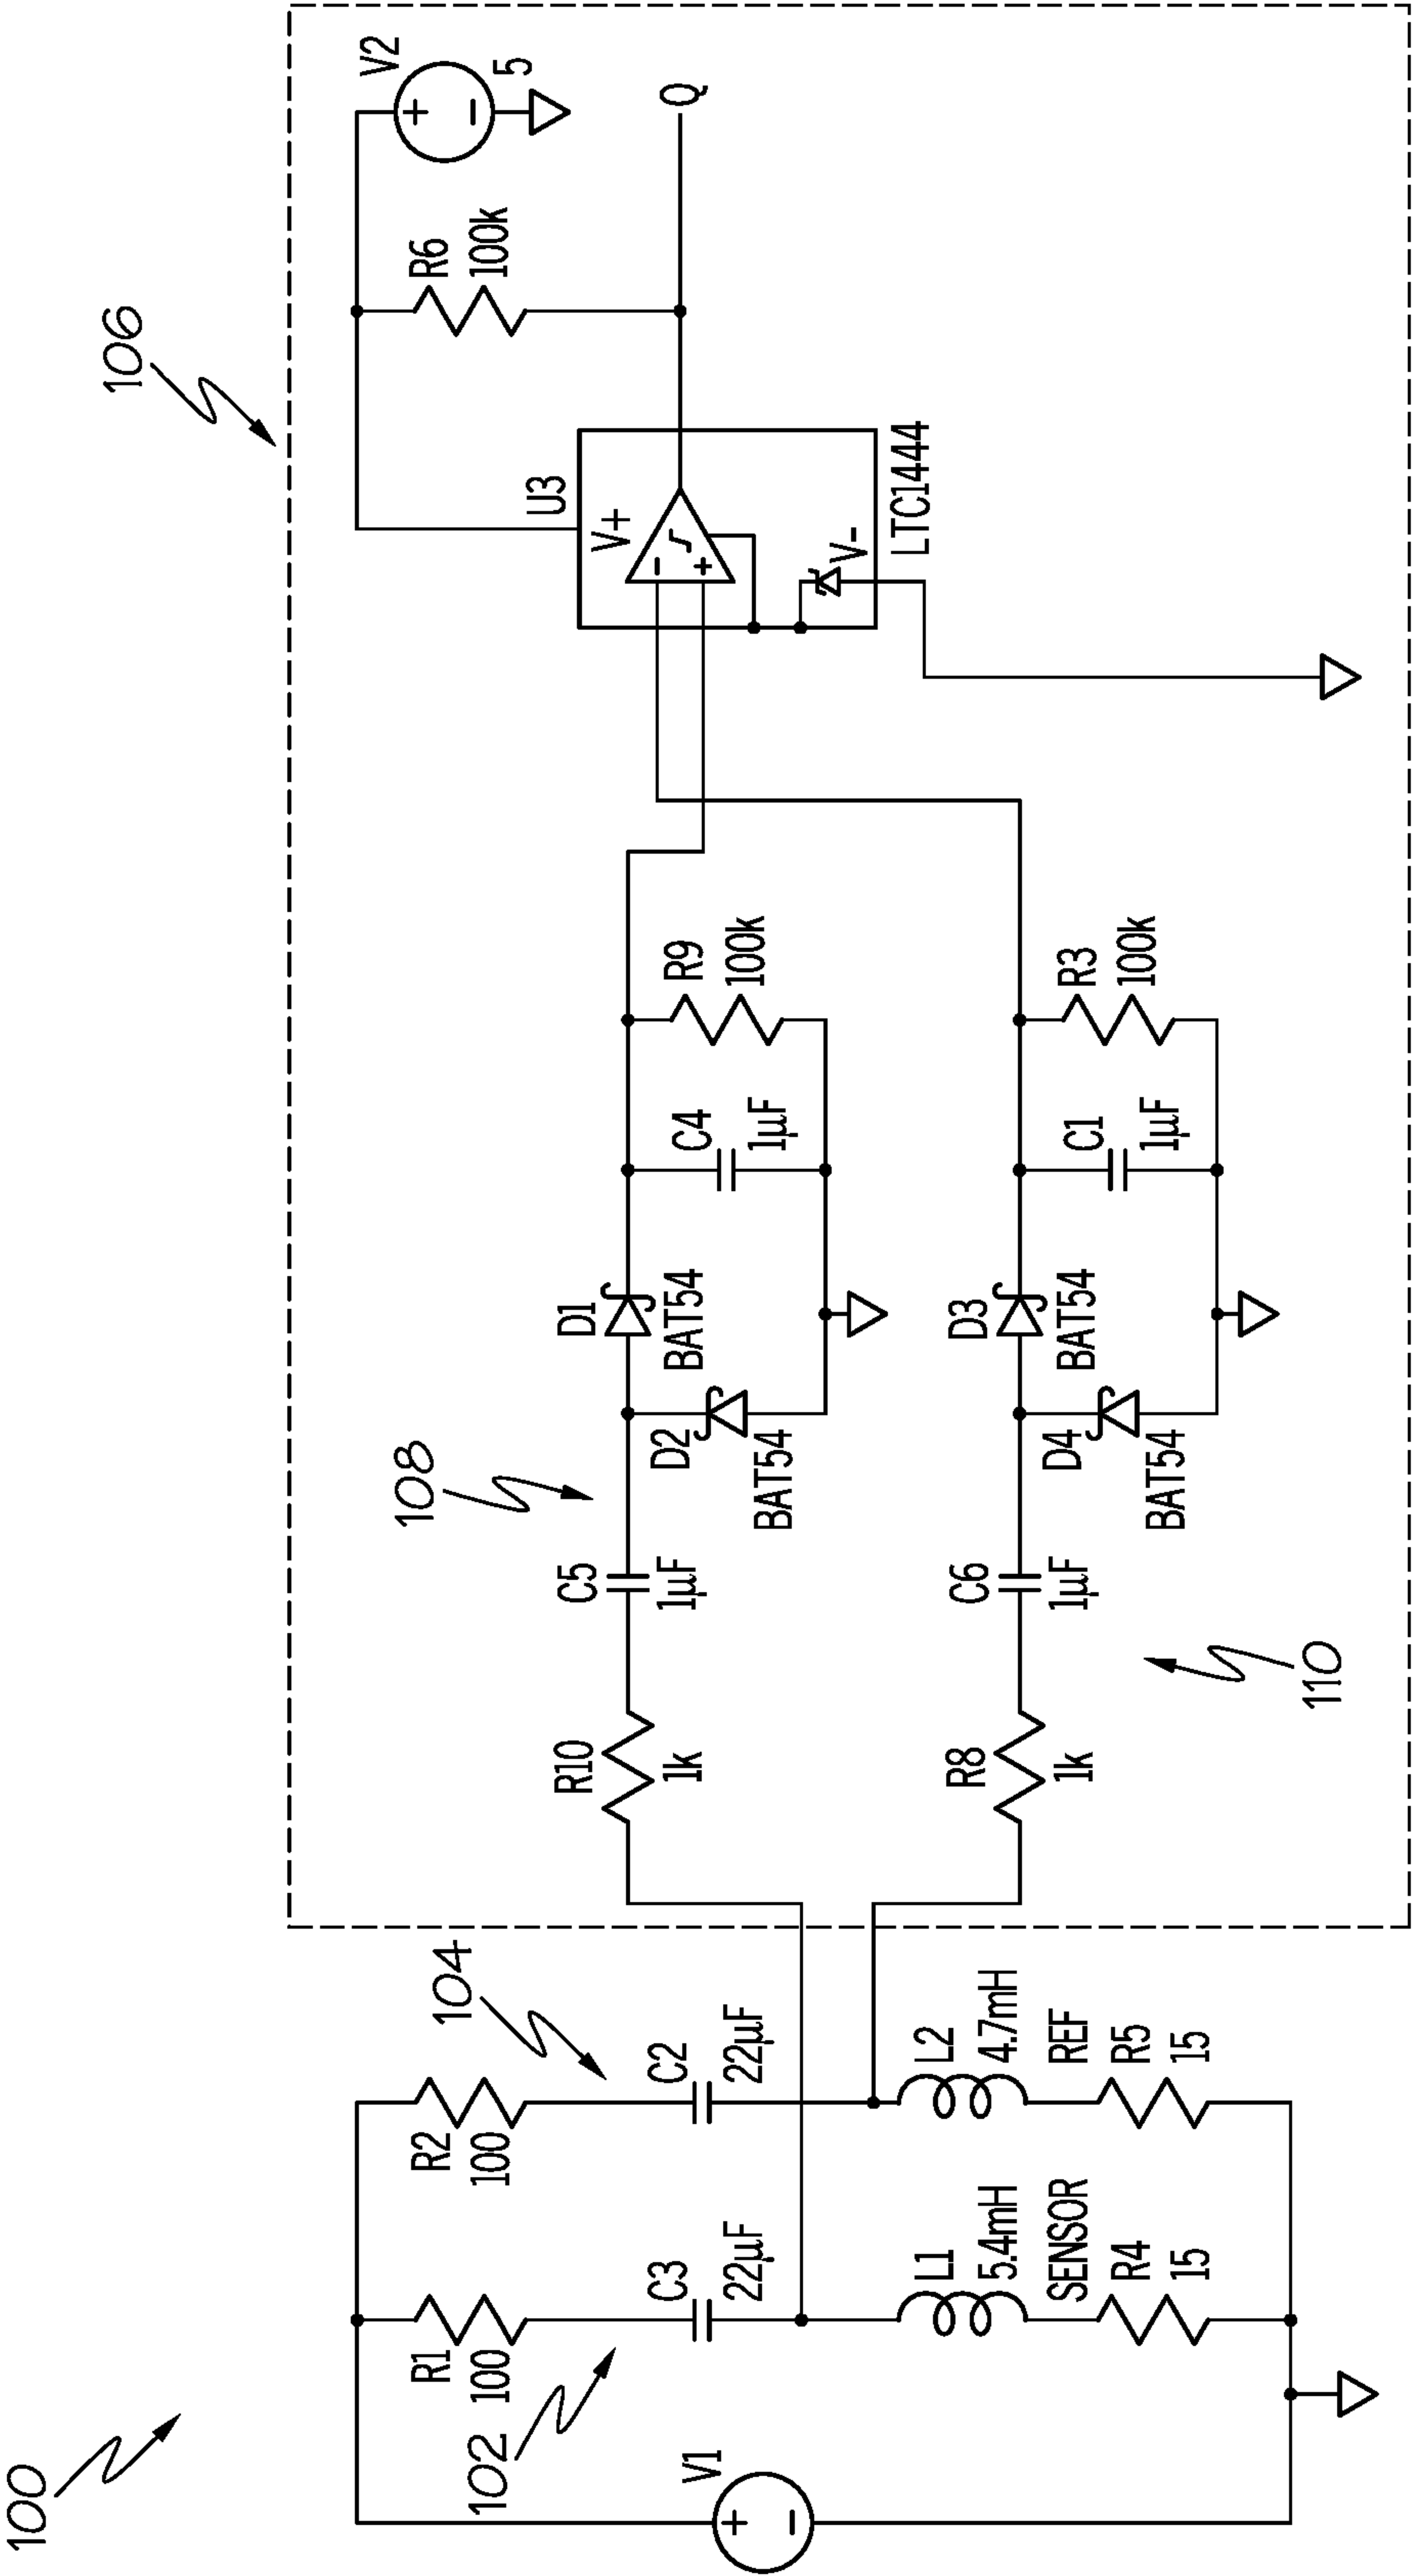 100
102
104
106
108
110
V1
+
-
R1
100
C3
22µF
L1
5.4mH
SENSOR
R4
15
R2
100
C2
22µF
L2
4.7mH
REF
R5
15
R10
1k
C5
1µF
D2
BAT54
D1
BAT54
C4
1µF
R9
100k
R8
1k
C6
1µF
D4
BAT54
D3
BAT54
C1
1µF
R3
100k
U3
V+
-
+
V-
LTC1444
R6
100k
V2
+
-
5
Q